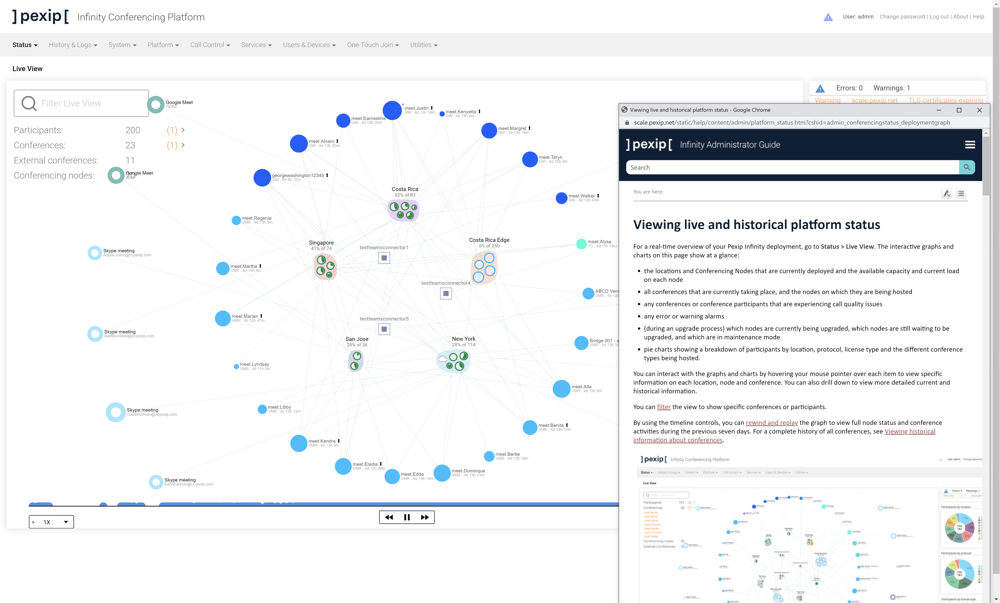 ]pexip[ Infinity Conferencing Platform
User: admin Change password | Log out | About | Help
Status History & Logs System Platform Call Control Services Users & Devices One-Touch Join Utilities
Live View
Filter Live View
Participants: 200 (1) >
Conferences: 23 (1) >
External conferences: 11
Conferencing nodes:
Google Meet
78069
Google Meet
meet.Justin
GW : 4d 13h 18m
meet.Kenyetta
GW : 4d 13h 6m
meet.Earnestine
GW : 4d 13h 20m
meet.Margret
GW : 4d 13h 18m
meet.Alvaro
GW : 4d 13h 20m
meet.Taryn
GW : 4d 13h 2m
georgewashington12345
GW : 6d 8h 16m
Costa Rica
52% of 83
meet.Walker
GW : 4d 12h 43m
meet.Regenia
VMR : 4d 13h 9m
Singapore
41% of 74
testteamsconnector1
Costa Rica Edge
0% of 250
meet.Alysa
TC : 4d 11h 19m
Skype meeting
AnisaLucero@rd.pexip.com
meet.Martha
VMR : 4d 13h 9m
testteamsconnector4
ABCD Ven
VMR : 4d 12h
meet.Marian
VMR : 4d 12h 47m
testteamsconnector5
Skype meeting
BariBrumfield@rd.pexip.com
San Jose
29% of 36
New York
28% of 114
Bridge 001 - a
VMR : 4d 13h 10
meet.Lyndsay
VMR : 4d 11h 5m
meet.Alta
VMR : 4d 13h 8m
Skype meeting
CalebHofman@rd.pexip.com
meet.Libby
VMR : 4d 13h 12m
meet.Benita
VMR : 4d 13h 12m
meet.Kendra
VMR : 4d 13h 9m
meet.Bertie
VMR : 4d 13h 18m
meet.Eladia
VMR : 4d 12h 58m
meet.Edda
VMR : 4d 13h 14m
meet.Dominque
VMR : 4d 13h 13m
Skype meeting
EddaFannon@rd.pexip.com
> 1X
Errors: 0 Warnings: 1
Warning scale.pexip.net TLS certificates expiring
Viewing live and historical platform status - Google Chrome
scale.pexip.net/static/help/content/admin/platform_status.htm?cshid=admin_conferencingstatus_deploymentgraph
]pexip[ Infinity Administrator Guide
Search
You are here:
Viewing live and historical platform status
For a real-time overview of your Pexip Infinity deployment, go to Status > Live View. The interactive graphs and
charts on this page show at a glance:
• the locations and Conferencing Nodes that are currently deployed and the available capacity and current load
on each node
• all conferences that are currently taking place, and the nodes on which they are being hosted
• any conferences or conference participants that are experiencing call quality issues
• any error or warning alarms
• (during an upgrade process) which nodes are currently being upgraded, which nodes are still waiting to be
upgraded, and which are in maintenance mode
• pie charts showing a breakdown of participants by location, protocol, license type and the different conference
types being hosted.
You can interact with the graphs and charts by hovering your mouse pointer over each item to view specific
information on each location, node and conference. You can also drill down to view more detailed current and
historical information.
You can filter the view to show specific conferences or participants.
By using the timeline controls, you can rewind and replay the graph to view full node status and conference
activities during the previous seven days. For a complete history of all conferences, see Viewing historical
information about conferences.
]pexip[ Infinity Conferencing Platform
User: admin Change password
Status History & Logs System Platform Call Control Services Users & Devices One-Touch Join Utilities
Live View
Filter Live View
Errors: 0 Warnings: 1
Warning 1.1.1.1
Participants: 161 (3) >
Conferences: 36 (7)
meet.Benita
meet.Bertie
meet.Delicia
meet.Donovan
meet.Kendra
meet.Provenza
meet.Walker
Conferencing nodes: 30
External Conferences:
Participants by location
Total: 161
Participants by protocol
Total: 161
Participants by license type